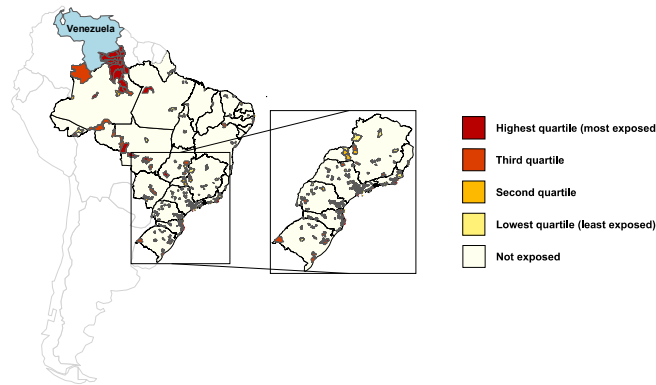 Venezuela
Highest quartile (most exposed
Third quartile
Second quartile
Lowest quartile (least exposed)
Not exposed